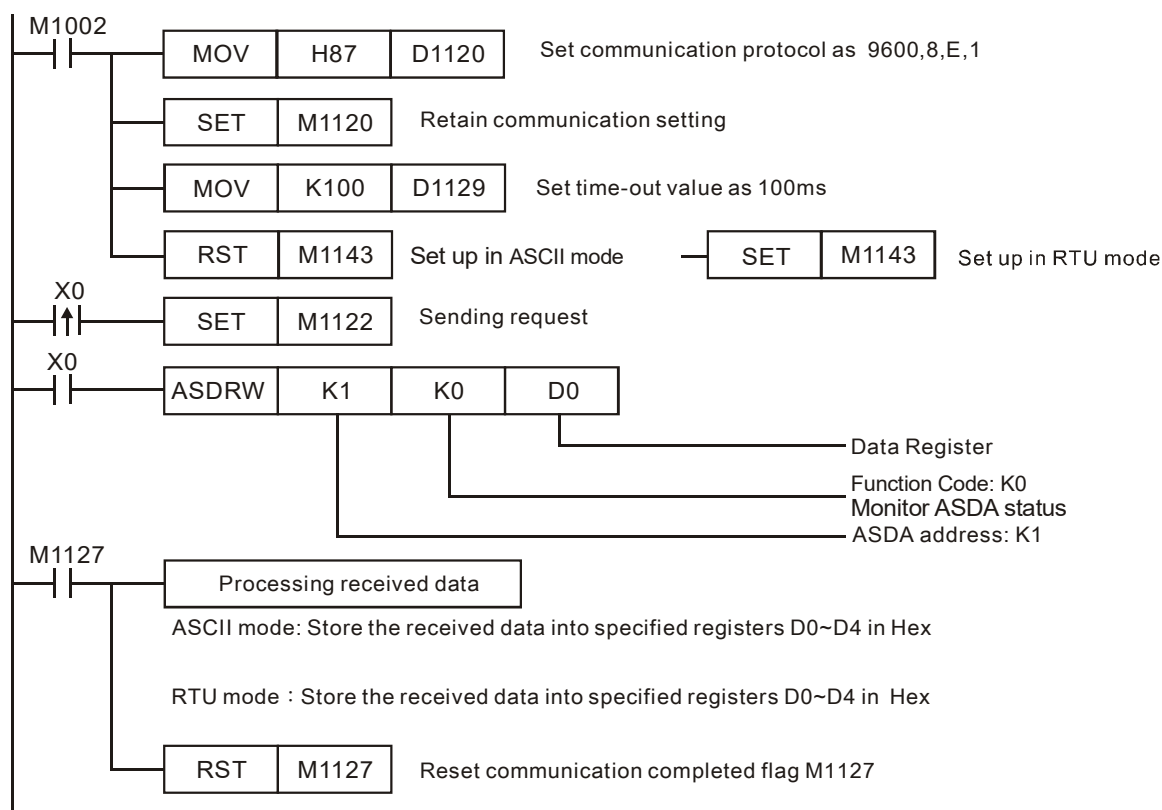 M1002
MOV H87 D1120 Set communication protocol as 9600,8,E,1
SET M1120 Retain communication setting
MOV K100 D1129 Set time-out value as 100ms
RST M1143 Set up in ASCII mode SET M1143 Set up in RTU mode
X0
SET M1122 Sending request
X0
ASDRW K1 K0 D0
Data Register
Function Code: K0
Monitor ASDA status
ASDA address: K1
M1127
Processing received data
ASCII mode: Store the received data into specified registers D0~D4 in Hex
RTU mode：Store the received data into specified registers D0~D4 in Hex
RST M1127 Reset communication completed flag M1127